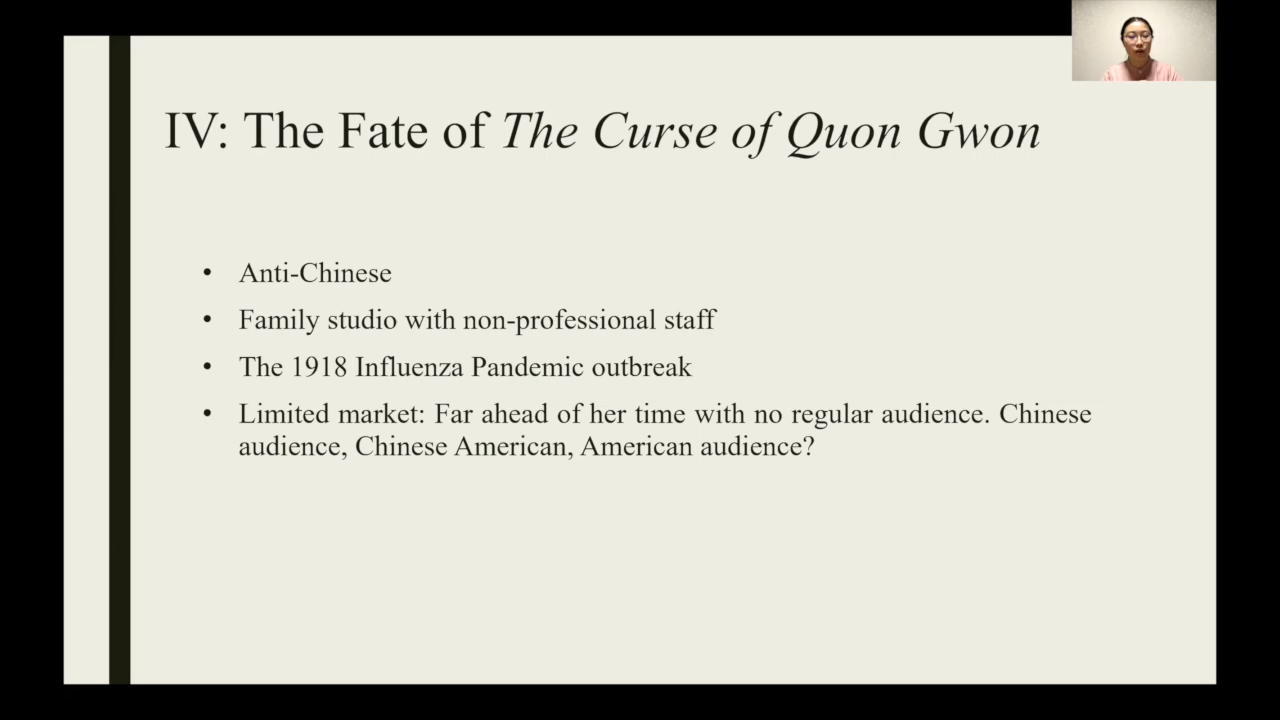 IV: The Fate of The Curse of Quon Gwon
• Anti-Chinese
• Family studio with non-professional staff
• The 1918 Influenza Pandemic outbreak
• Limited market: Far ahead of her time with no regular audience. Chinese
audience, Chinese American, American audience?